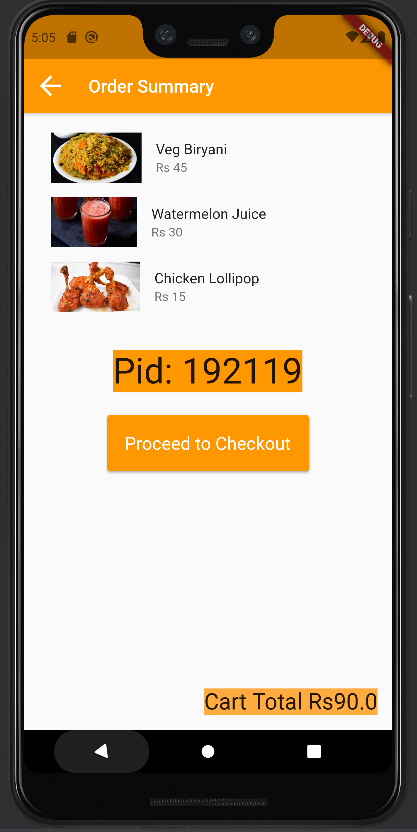 5:05
DEBUG
Order Summary
Veg Biryani
Rs 45
Watermelon Juice
Rs 30
Chicken Lollipop
Rs 15
Pid: 192119
Proceed to Checkout
Cart Total Rs90.0